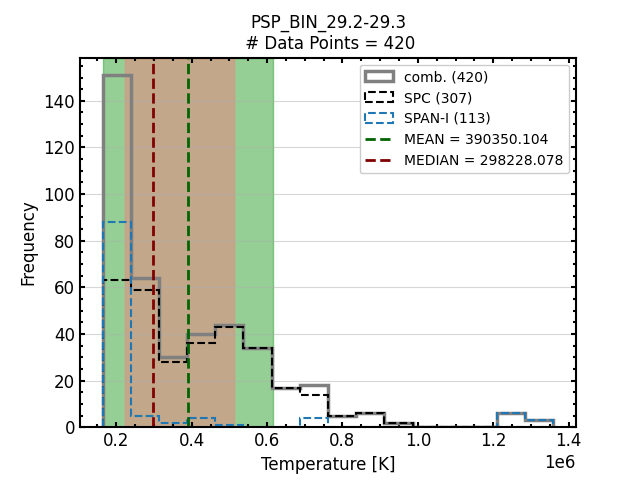 PSP_BIN_29.2-29.3
# Data Points = 420
comb. (420)
SPC (307)
SPAN-I (113)
MEAN = 390350.104
MEDIAN = 298228.078
Frequency
140
120
100
80
60
40
20
0
0.2 0.4 0.6 0.8 1.0 1.2 1.4
1e6
Temperature [K]